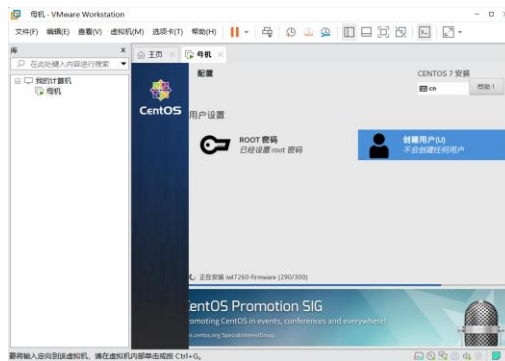 母机 - VMware Workstation
文件(F) 编辑(E) 查看(V) 虚拟机(M) 选项卡(T) 帮助(H)
库
在此处键入内容进行搜索
我的计算机
母机
主页
母机
配置
CENTOS 7 安装
cn
帮助！
CentOS
用户设置
ROOT 密码
已经设置 root 密码
创建用户(U)
不会创建任何用户
正在安装 iwl7260-firmware (290/300)
entOS Promotion SIG
romoting CentOS in events, conferences and everywhere!
i.centos.org/SpecialInterestGroup
要将输入定向到该虚拟机，请在虚拟机内部单击或按 Ctrl+G。